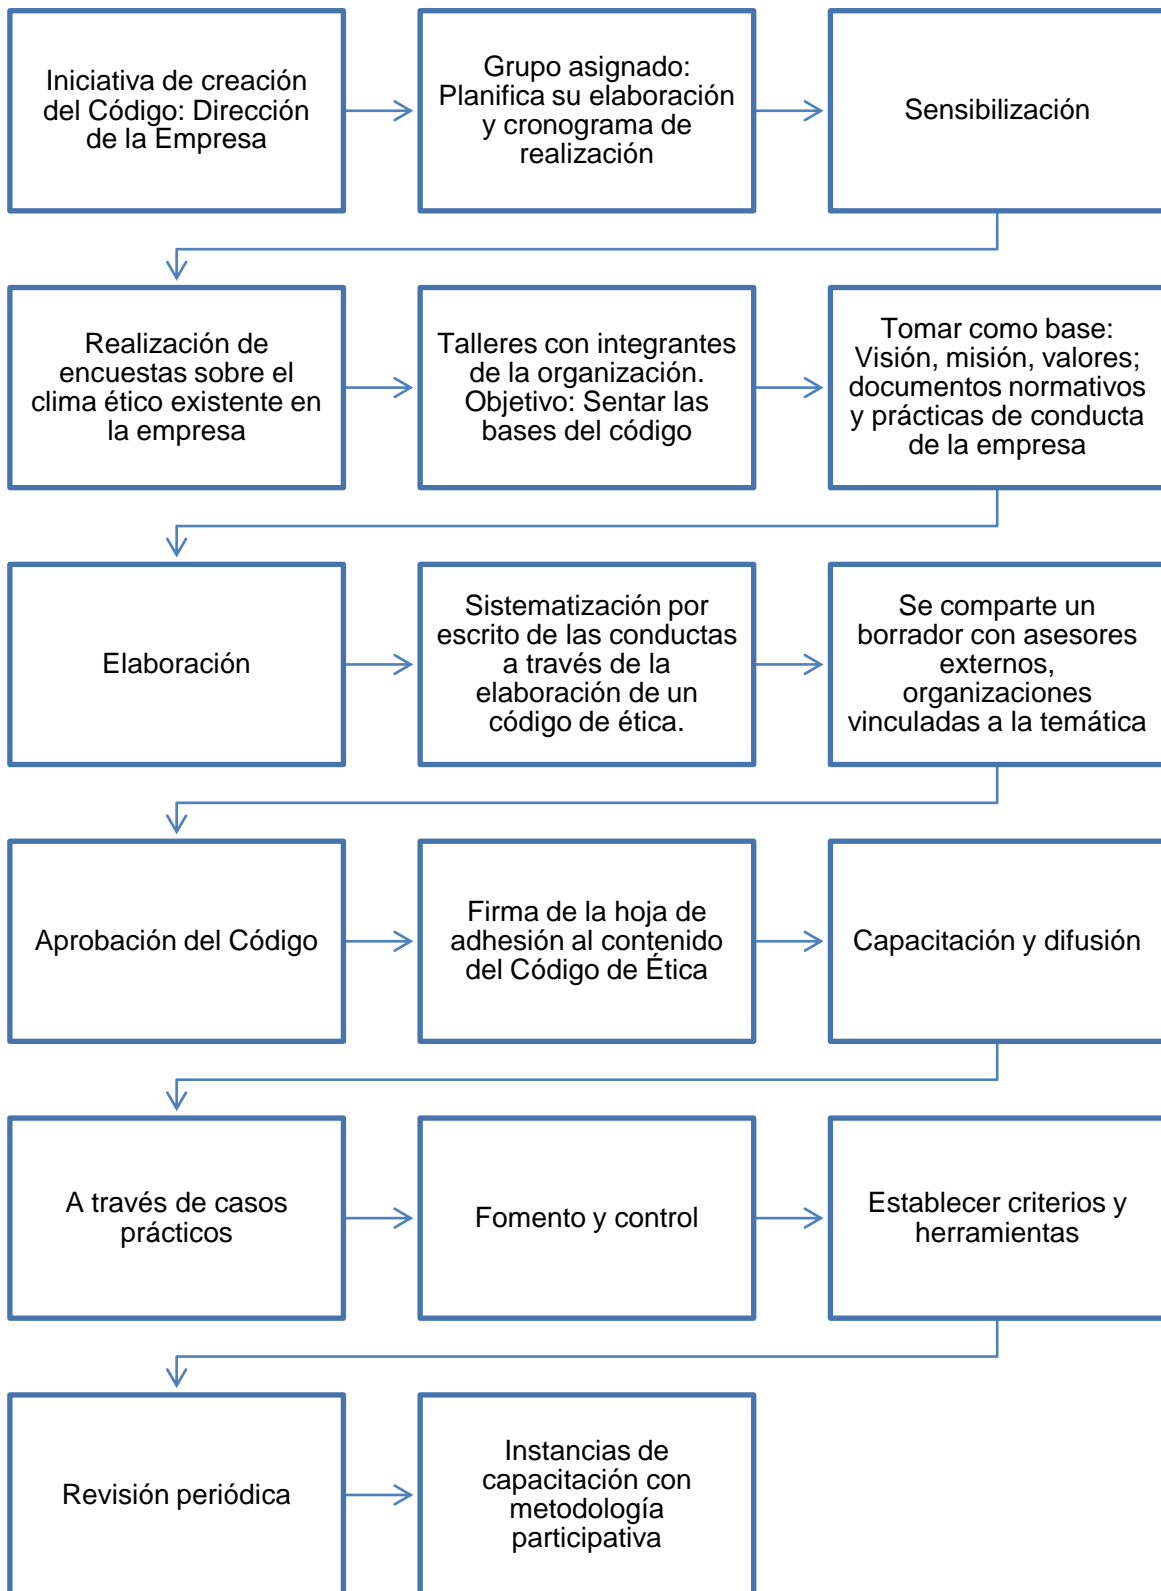 Iniciativa de creación
del Código: Dirección
de la Empresa
Grupo asignado:
Planifica su elaboración
y cronograma de
realización
Sensibilización
Realización de
encuestas sobre el
clima ético existente en
la empresa
Talleres con integrantes
de la organización.
Objetivo: Sentar las
bases del código
Tomar como base:
Visión, misión, valores;
documentos normativos
y prácticas de conducta
de la empresa
Elaboración
Sistematización por
escrito de las conductas
a través de la
elaboración de un
código de ética.
Se comparte un
borrador con asesores
externos,
organizaciones
vinculadas a la temática
Aprobación del Código
Firma de la hoja de
adhesión al contenido
del Código de Ética
Capacitación y difusión
A través de casos
prácticos
Fomento y control
Establecer criterios y
herramientas
Revisión periódica
Instancias de
capacitación con
metodología
participativa